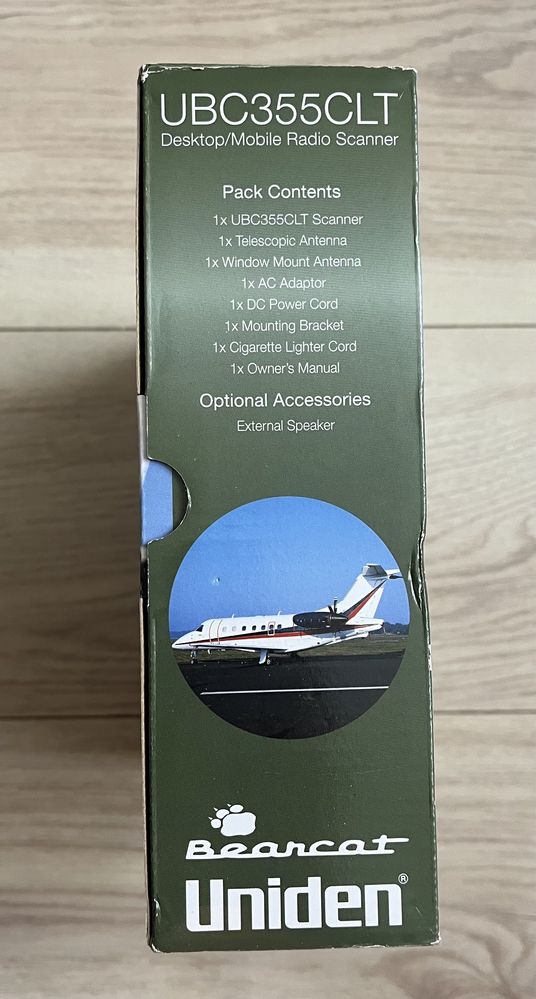 UBC355CLT
Desktop/Mobile Radio Scanner
Pack Contents
1x UBC355CLT Scanner
1x Telescopic Antenna
1x Window Mount Antenna
1x AC Adaptor
1x DC Power Cord
1x Mounting Bracket
1x Cigarette Lighter Cord
1x Owner's Manual
Optional Accessories
External Speaker
Bearcat
Uniden®